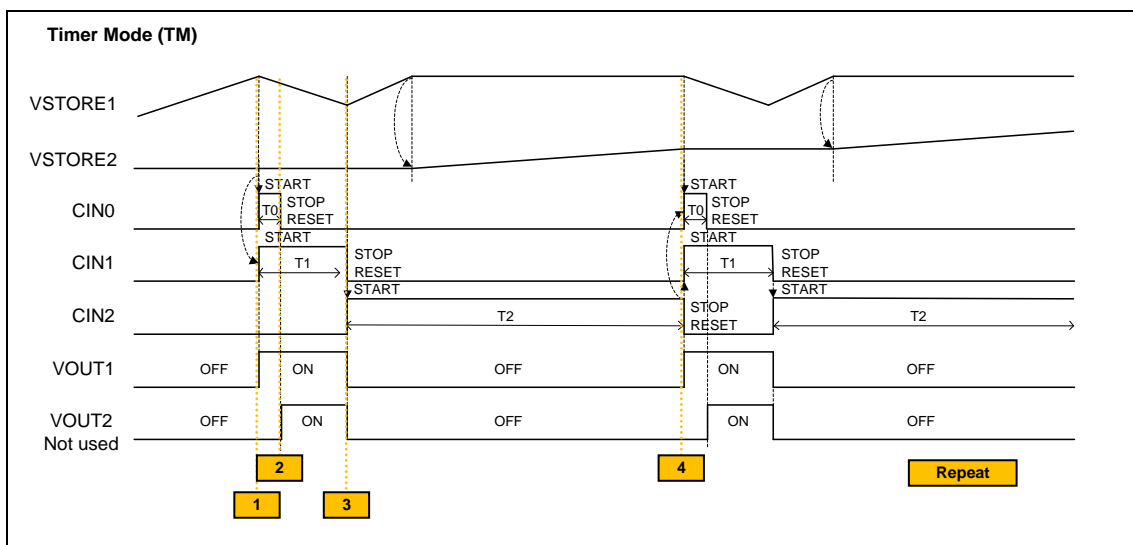 Timer Mode (TM)
VSTORE1
VSTORE2
START
START
CIN0
T0
STOP
T0
STOP
RESET
RESET
START
START
CIN1
T1
STOP
RESET
T1
STOP
RESET
START
START
CIN2
T2
STOP
RESET
T2
VOUT1
OFF
ON
OFF
ON
OFF
VOUT2
Not used
OFF
ON
OFF
ON
OFF
2
4
Repeat
1
3